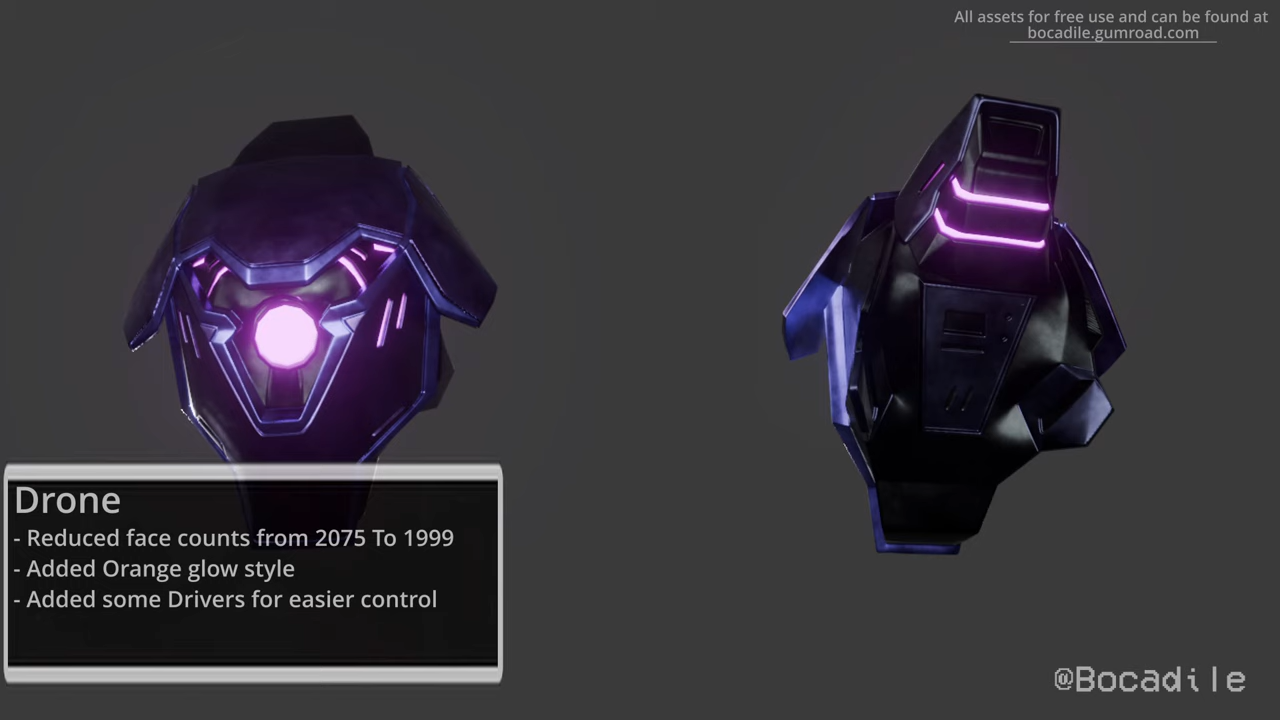 All assets for free use and can be found at
bocadile.gumroad.com
Drone
- Reduced face counts from 2075 To 1999
- Added Orange glow style
- Added some Drivers for easier control
@Bocadile